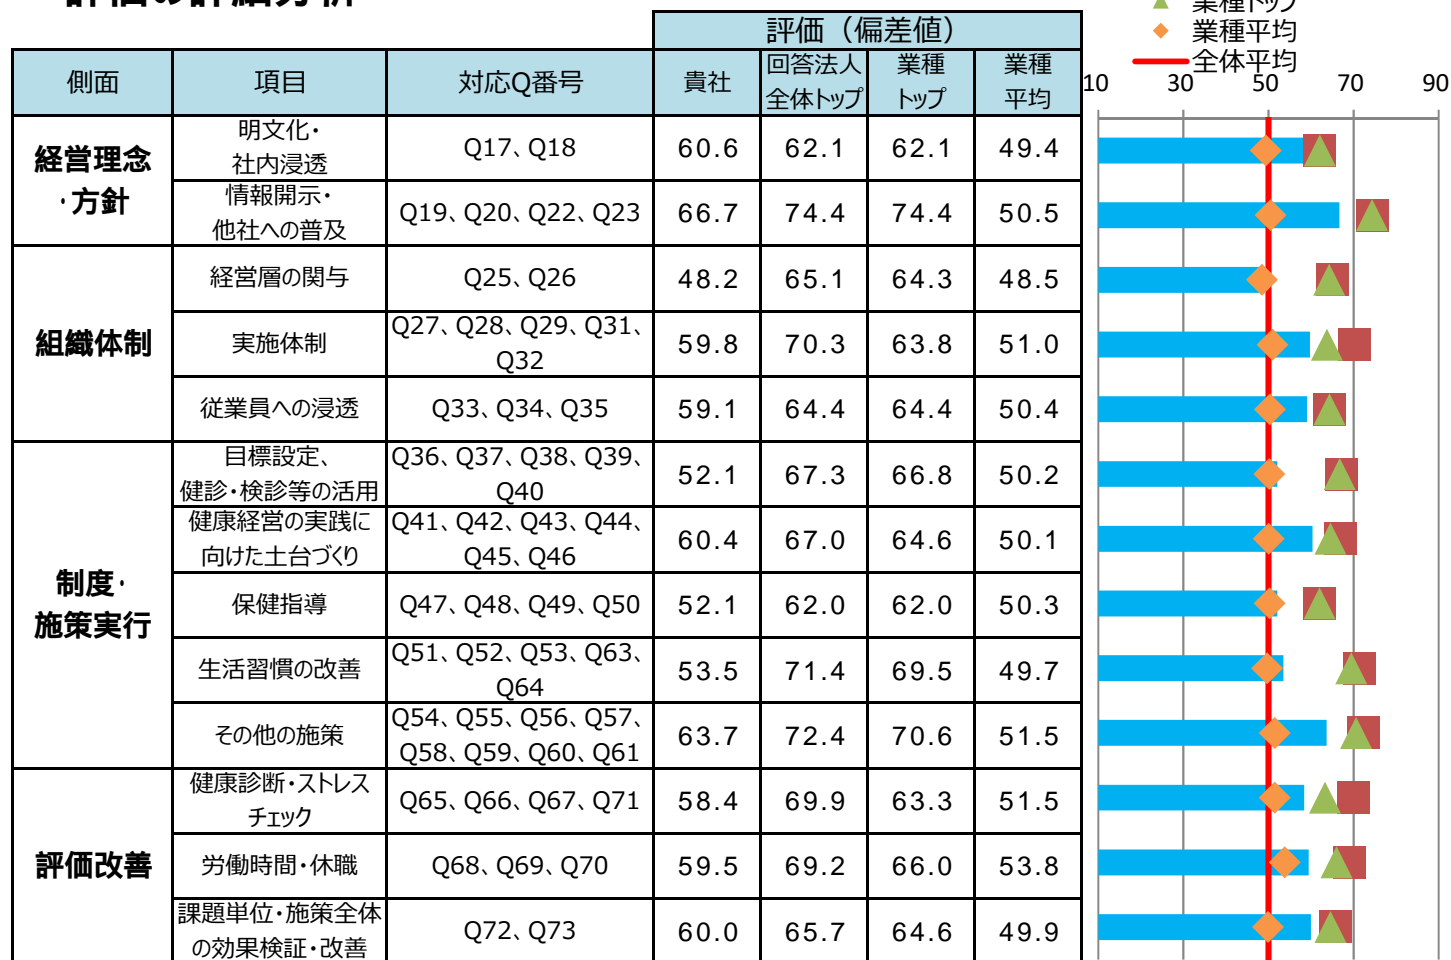 評価の詳細分析
業種トップ
業種平均
全体平均
評価（偏差値）
側面 項目 対応Q番号 貴社 回答法人 業種 業種
全体トップ トップ 平均
10 30 50 70 90
経営理念
・方針
明文化・
社内浸透
Q17、Q18
60.6 62.1 62.1 49.4
情報開示・
他社への普及
Q19、Q20、Q22、Q23
66.7 74.4 74.4 50.5
組織体制
経営層の関与
Q25、Q26
48.2 65.1 64.3 48.5
実施体制
Q27、Q28、Q29、Q31、
Q32
59.8 70.3 63.8 51.0
従業員への浸透
Q33、Q34、Q35
59.1 64.4 64.4 50.4
制度・
施策実行
目標設定、
健診・検診等の活用
Q36、Q37、Q38、Q39、
Q40
52.1 67.3 66.8 50.2
健康経営の実践に
向けた土台づくり
Q41、Q42、Q43、Q44、
Q45、Q46
60.4 67.0 64.6 50.1
保健指導
Q47、Q48、Q49、Q50
52.1 62.0 62.0 50.3
生活習慣の改善
Q51、Q52、Q53、Q63、
Q64
53.5 71.4 69.5 49.7
その他の施策
Q54、Q55、Q56、Q57、
Q58、Q59、Q60、Q61
63.7 72.4 70.6 51.5
評価改善
健康診断・ストレス
チェック
Q65、Q66、Q67、Q71
58.4 69.9 63.3 51.5
労働時間・休職
Q68、Q69、Q70
59.5 69.2 66.0 53.8
課題単位・施策全体
の効果検証・改善
Q72、Q73
60.0 65.7 64.6 49.9